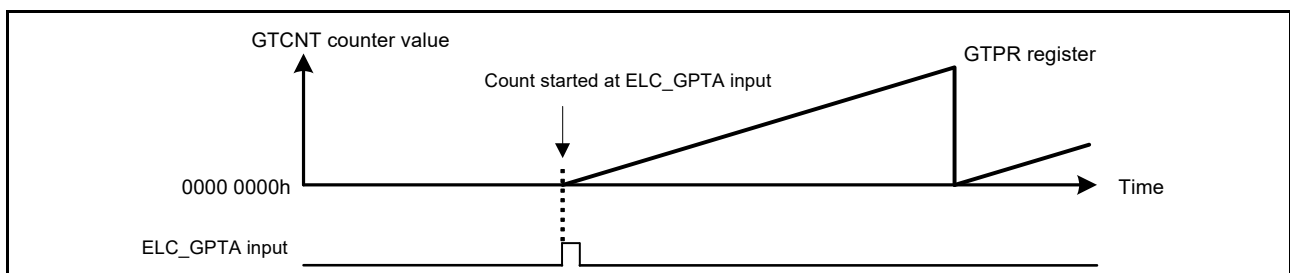 GTCNT counter value
GTPR register
Count started at ELC_GPTA input
0000 0000h
Time
ELC_GPTA input